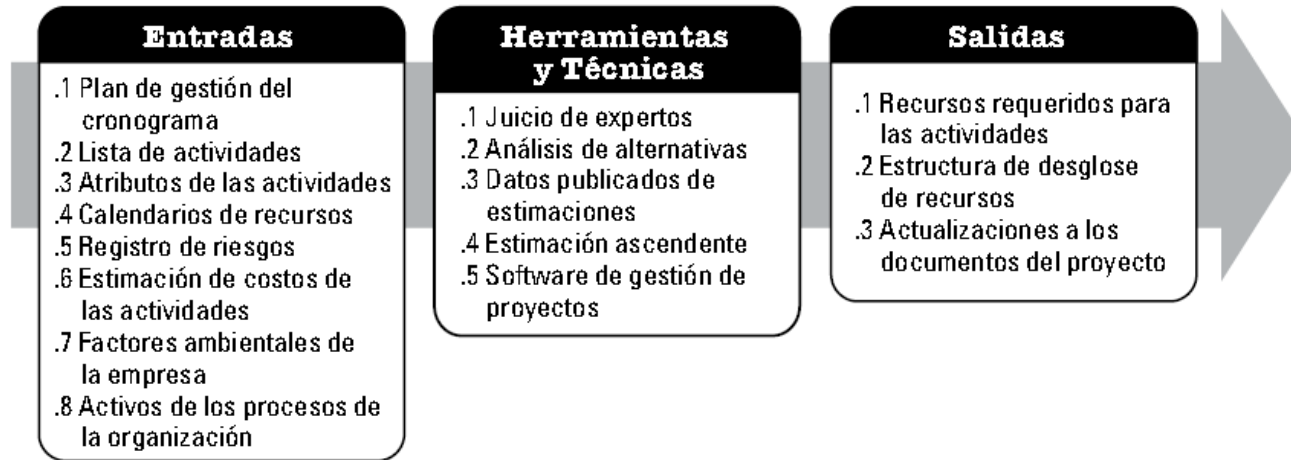 Entradas
.1 Plan de gestión del
cronograma
.2 Lista de actividades
.3 Atributos de las actividades
.4 Calendarios de recursos
.5 Registro de riesgos
.6 Estimación de costos de
las actividades
.7 Factores ambientales de
la empresa
.8 Activos de los procesos de
la organización
Herramientas
y Técnicas
.1 Juicio de expertos
.2 Análisis de alternativas
.3 Datos publicados de
estimaciones
.4 Estimación ascendente
.5 Software de gestión de
proyectos
Salidas
.1 Recursos requeridos para
las actividades
.2 Estructura de desglose
de recursos
.3 Actualizaciones a los
documentos del proyecto